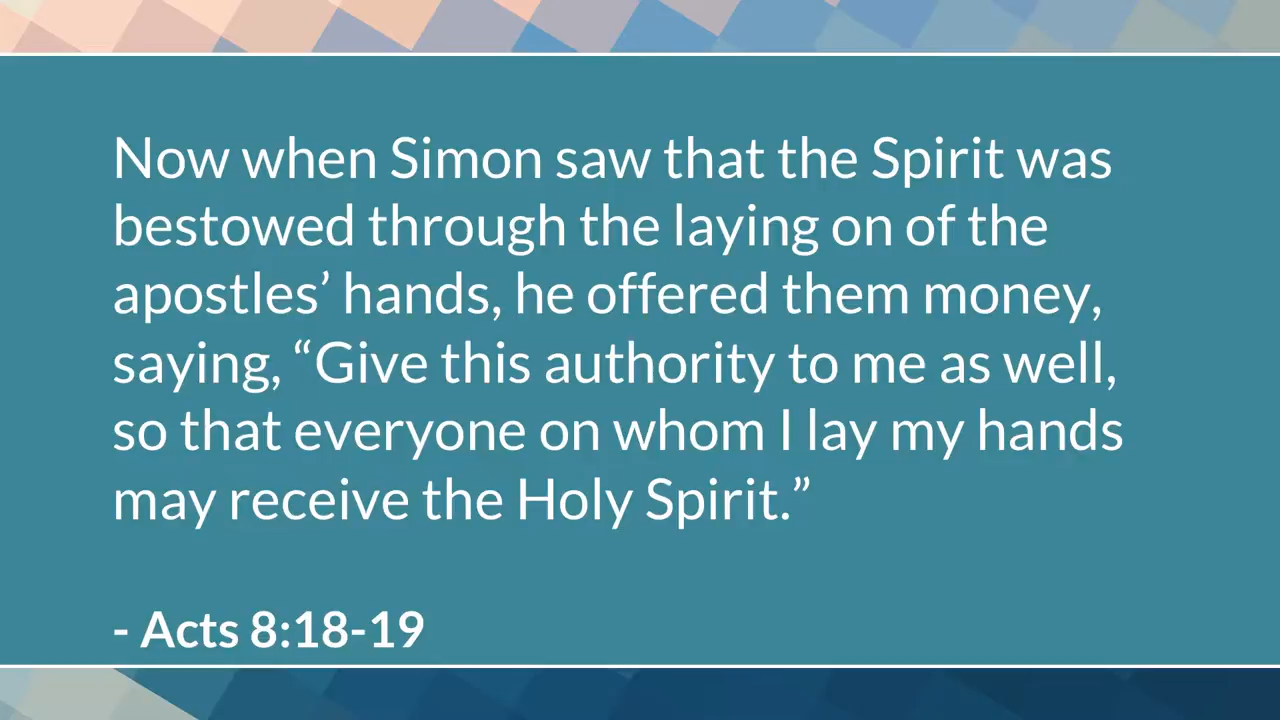 Now when Simon saw that the Spirit was
bestowed through the laying on of the
apostles’ hands, he offered them money,
saying, “Give this authority to me as well,
so that everyone on whom I lay my hands
may receive the Holy Spirit.”
- Acts 8:18-19